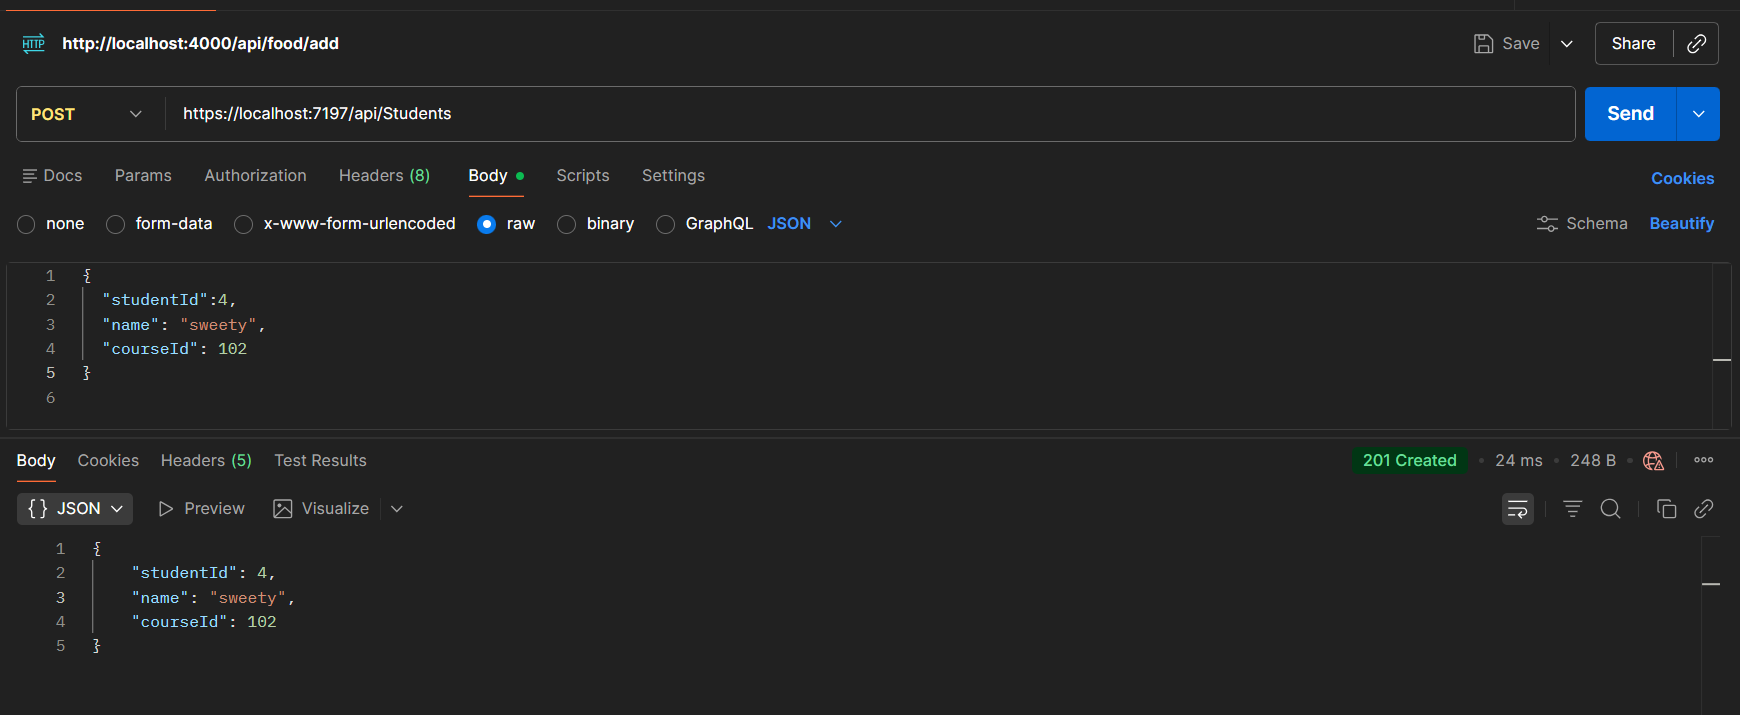 HTTP http://localhost:4000/api/food/add Save Share
POST https://localhost:7197/api/Students Send
Docs Params Authorization Headers (8) Body Scripts Settings Cookies
none form-data x-www-form-urlencoded raw binary GraphQL JSON Schema Beautify
1 {
2 "studentId":4,
3 "name": "sweety",
4 "courseId": 102
5 }
6
Body Cookies Headers (5) Test Results 201 Created • 24 ms • 248 B •
{} JSON Preview Visualize
1 {
2 "studentId": 4,
3 "name": "sweety",
4 "courseId": 102
5 }